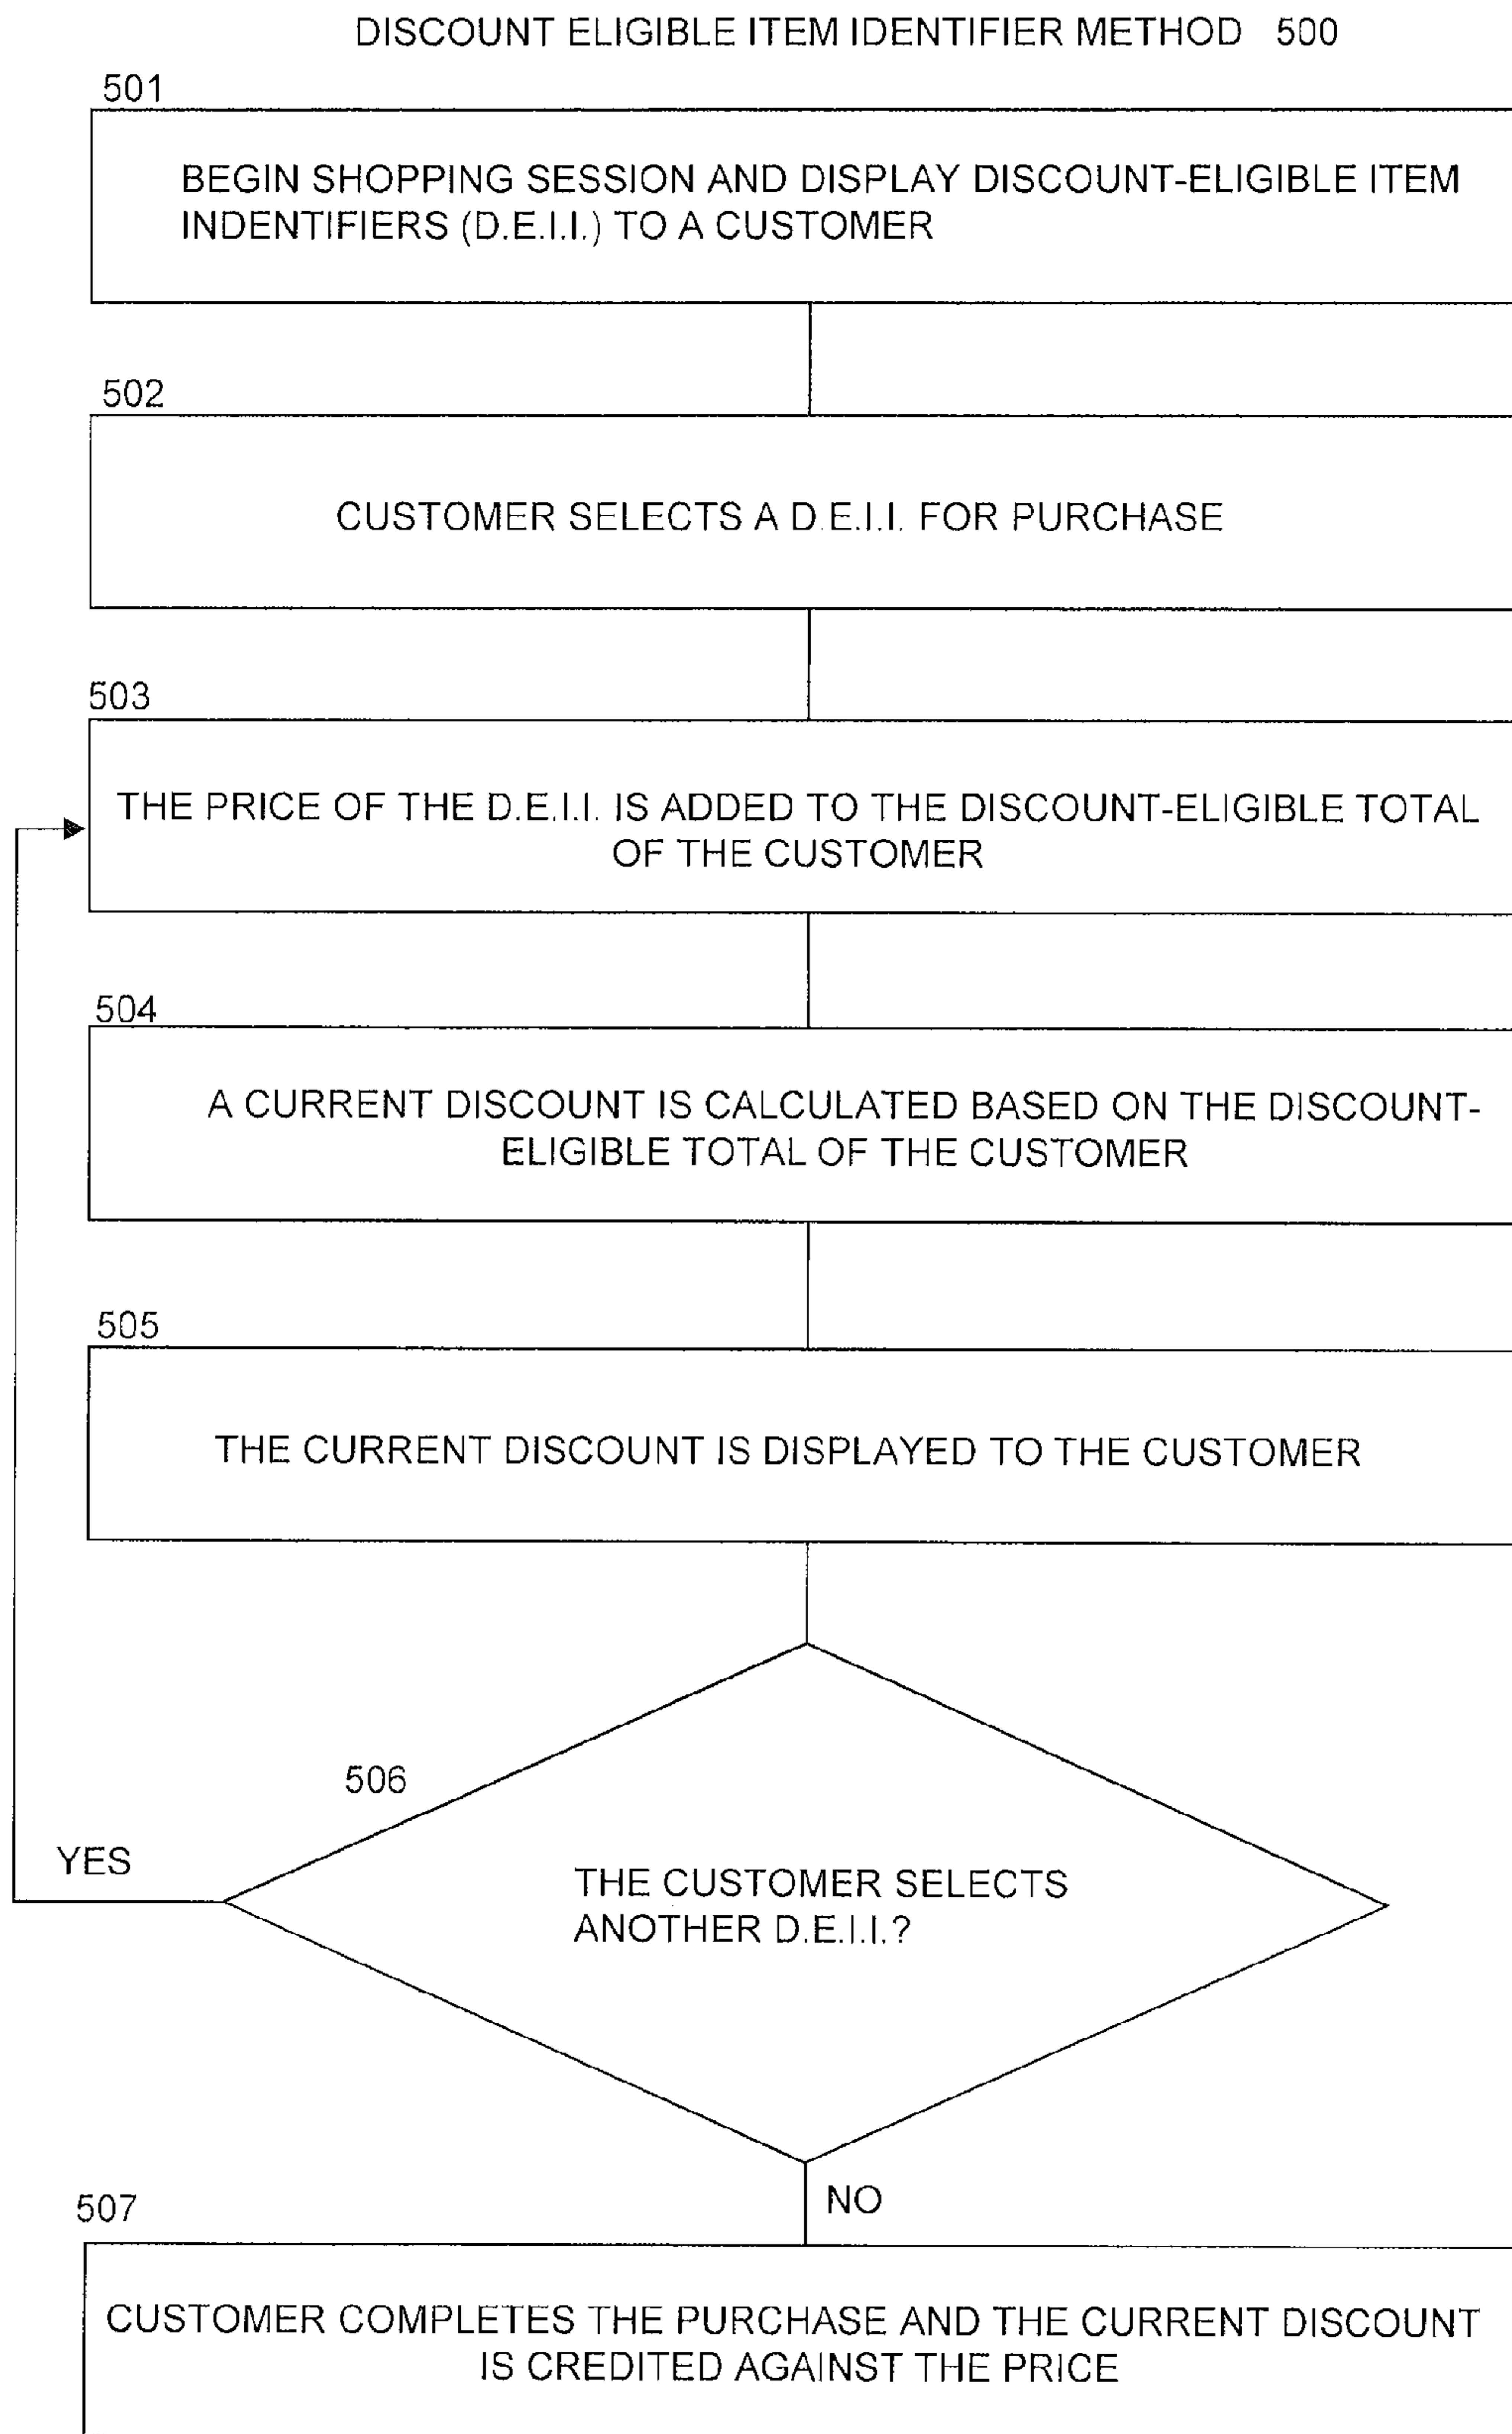 DISCOUNT ELIGIBLE ITEM IDENTIFIER METHOD 500
501
BEGIN SHOPPING SESSION AND DISPLAY DISCOUNT-ELIGIBLE ITEM
INDENTIFIERS (D.E.I.I.) TO A CUSTOMER
502
CUSTOMER SELECTS A D.E.I.I. FOR PURCHASE
503
THE PRICE OF THE D.E.I.I. IS ADDED TO THE DISCOUNT-ELIGIBLE TOTAL
OF THE CUSTOMER
504
A CURRENT DISCOUNT IS CALCULATED BASED ON THE DISCOUNT-
ELIGIBLE TOTAL OF THE CUSTOMER
505
THE CURRENT DISCOUNT IS DISPLAYED TO THE CUSTOMER
506
YES
THE CUSTOMER SELECTS
ANOTHER D.E.I.I.?
NO
507
CUSTOMER COMPLETES THE PURCHASE AND THE CURRENT DISCOUNT
IS CREDITED AGAINST THE PRICE